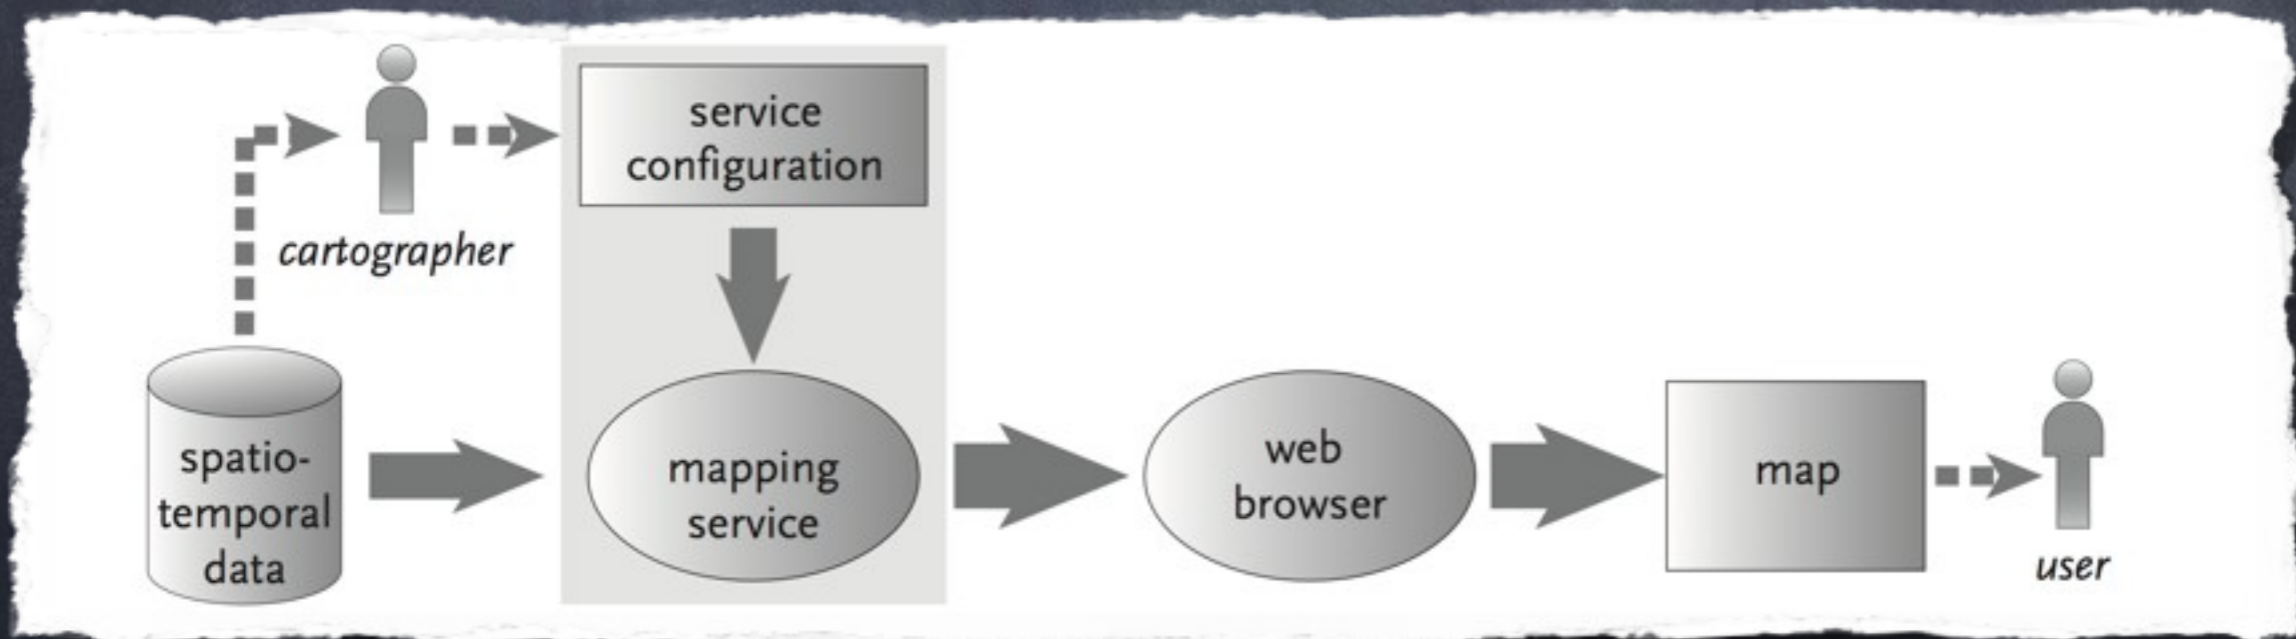 service
configuration
cartographer
spatio-
temporal
data
mapping
service
web
browser
map
user